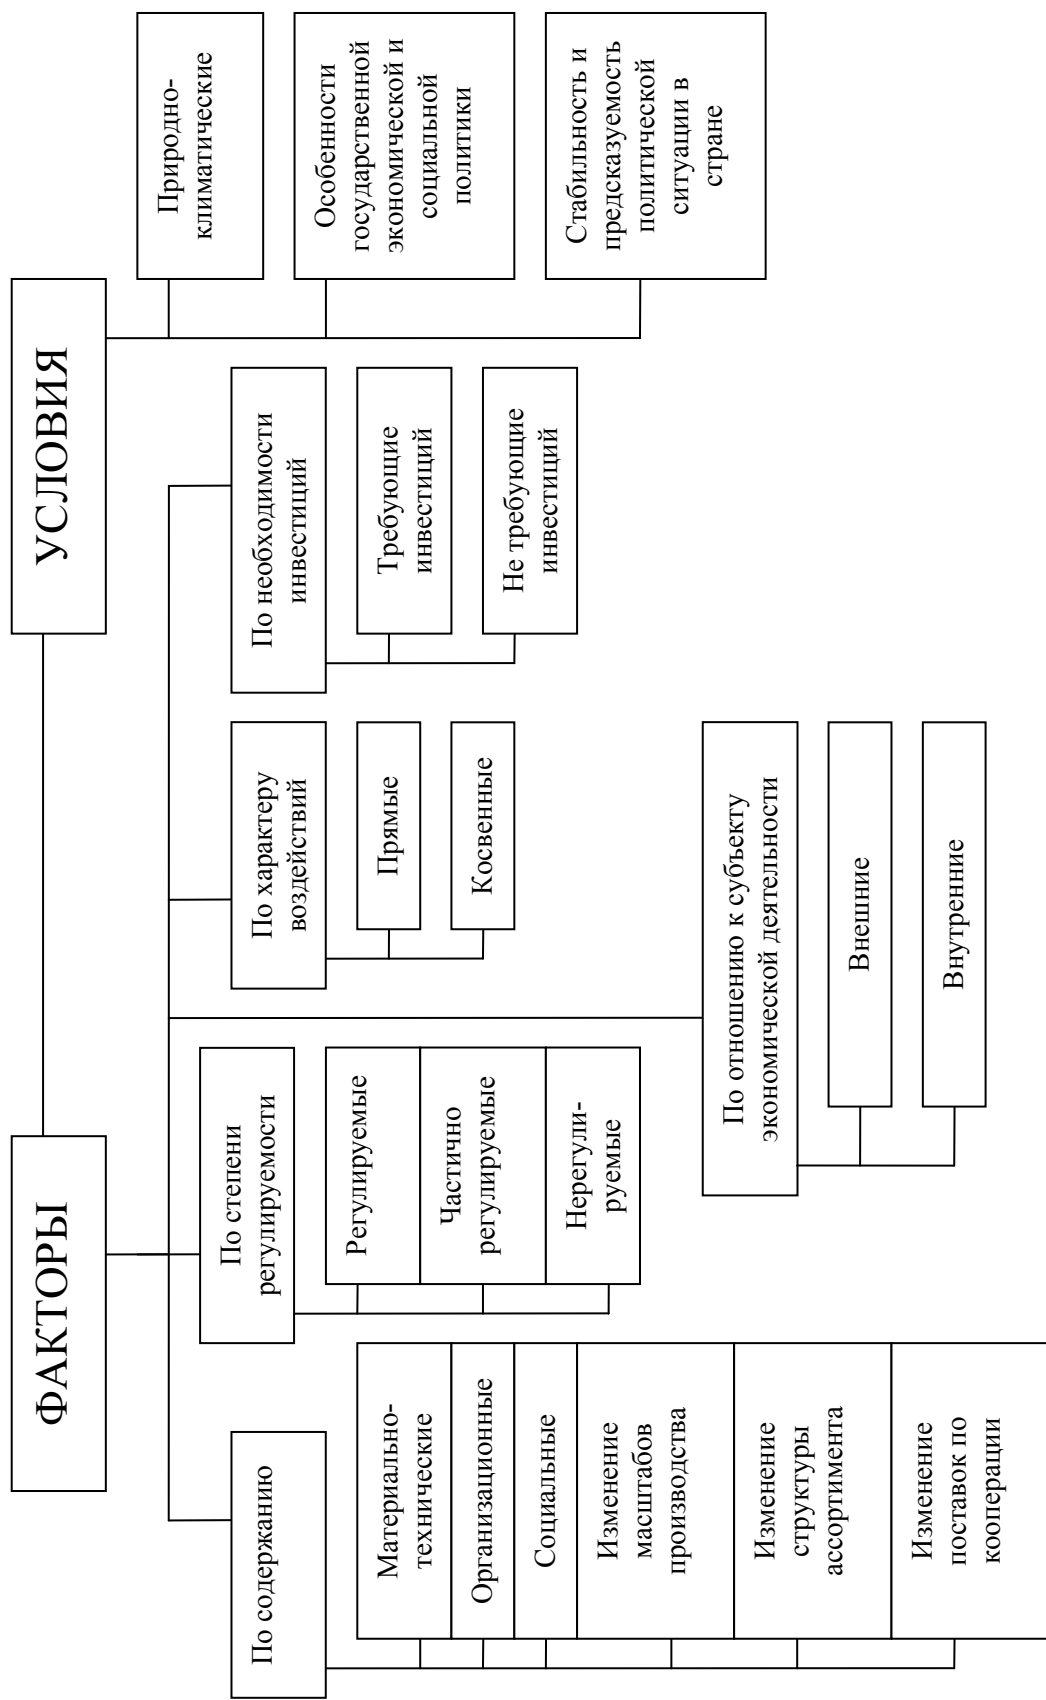 ФАКТОРЫ
УСЛОВИЯ
По содержанию
Материально-
технические
Организационные
Социальные
Изменение
масштабов
производства
Изменение
структуры
ассортимента
Изменение
поставок по
кооперации
По степени
регулируемости
Регулируемые
Частично
регулируемые
Нерегули-
руемые
По характеру
воздействий
Прямые
Косвенные
По необходимости
инвестиций
Требующие
инвестиций
Не требующие
инвестиций
По отношению к субъекту
экономической деятельности
Внешние
Внутренние
Природно-
климатические
Особенности
государственной
экономической и
социальной
политики
Стабильность и
предсказуемость
политической
ситуации в
стране